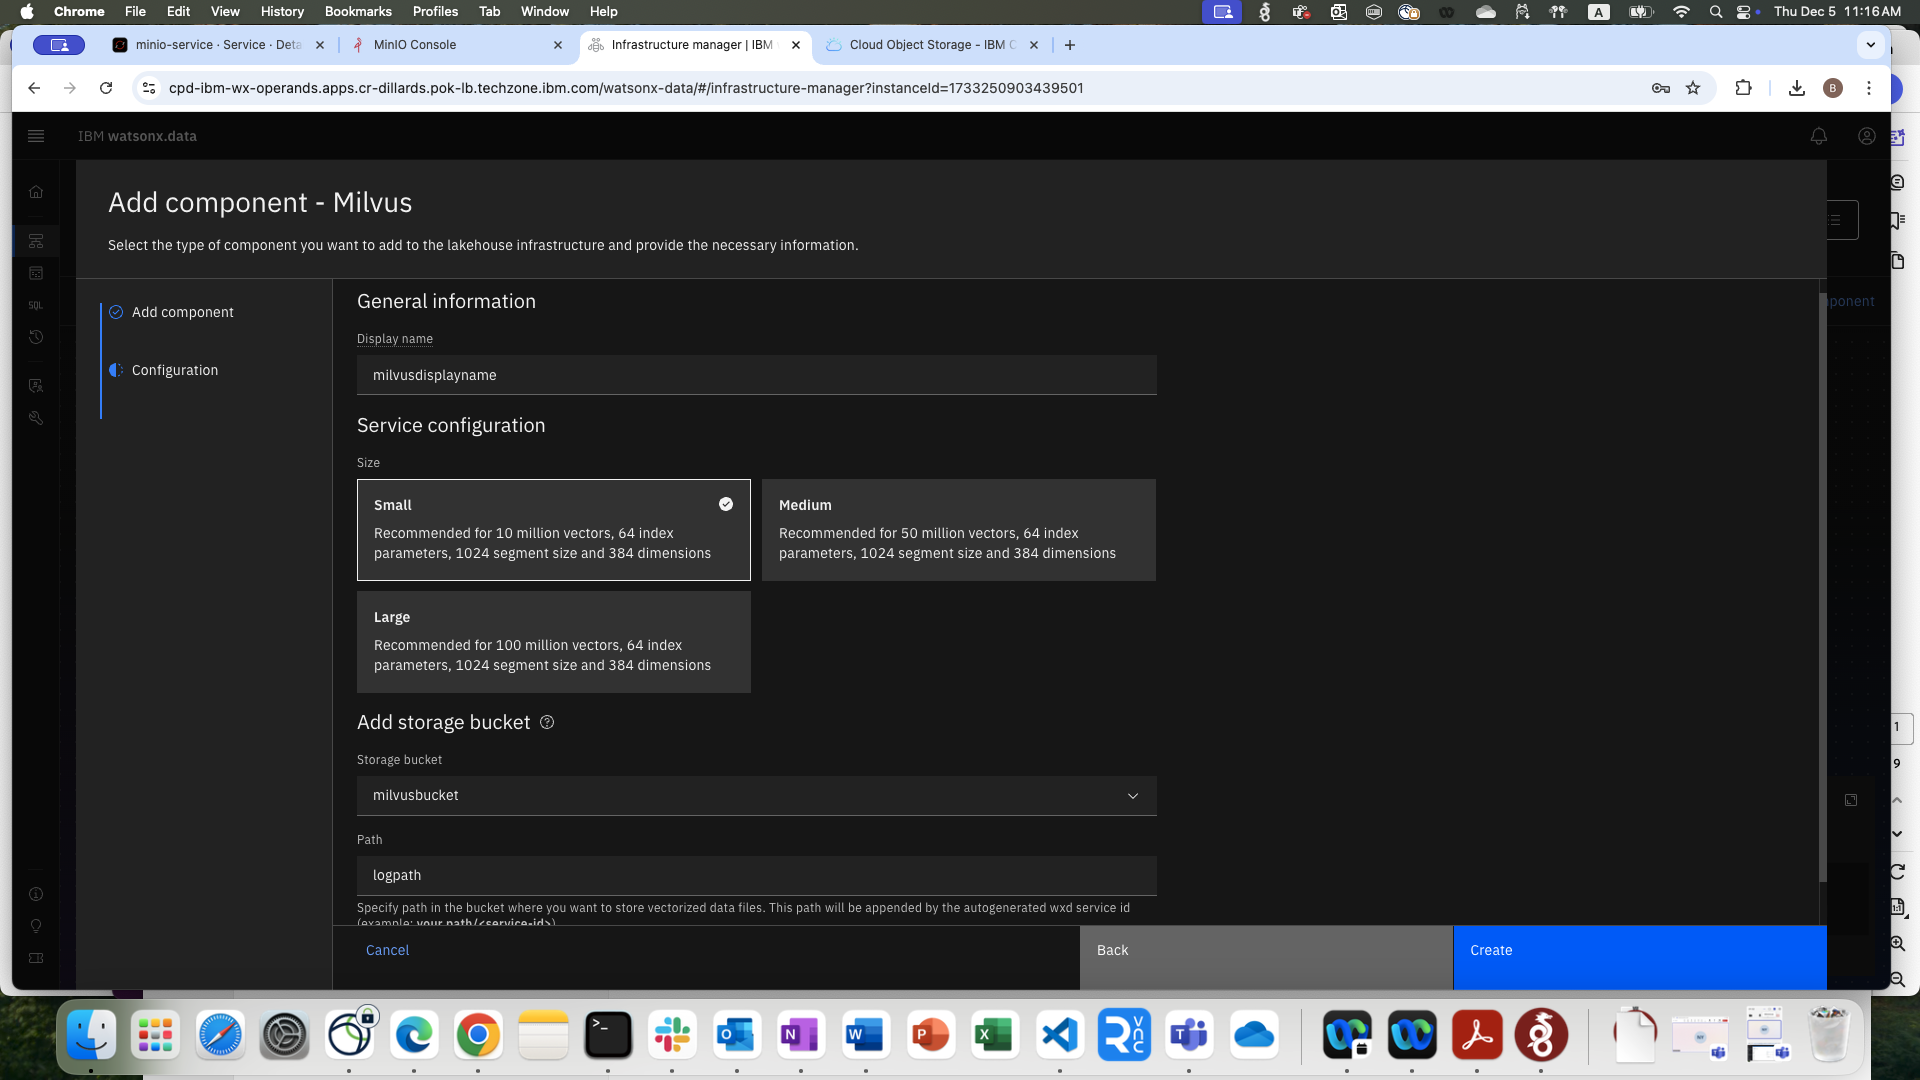 Chrome File Edit View History Bookmarks Profiles Tab Window Help
A
Thu Dec 5 11:16 AM
minio-service · Service · Deta
MinIO Console
Infrastructure manager | IBM
Cloud Object Storage - IBM C
cpd-ibm-wx-operands.apps.cr-dillards.pok-lb.techzone.ibm.com/watsonx-data/#/infrastructure-manager?instanceId=1733250903439501
B
IBM watsonx.data
Add component - Milvus
Select the type of component you want to add to the lakehouse infrastructure and provide the necessary information.
Add component
Configuration
SQL
ponent
General information
Display name
milvusdisplayname
Service configuration
Size
Small
Recommended for 10 million vectors, 64 index
parameters, 1024 segment size and 384 dimensions
Medium
Recommended for 50 million vectors, 64 index
parameters, 1024 segment size and 384 dimensions
Large
Recommended for 100 million vectors, 64 index
parameters, 1024 segment size and 384 dimensions
Add storage bucket
Storage bucket
milvusbucket
Path
logpath
Specify path in the bucket where you want to store vectorized data files. This path will be appended by the autogenerated wxd service id
(example: your path/<service-id>)
Cancel
Back
Create
1
9
1:1